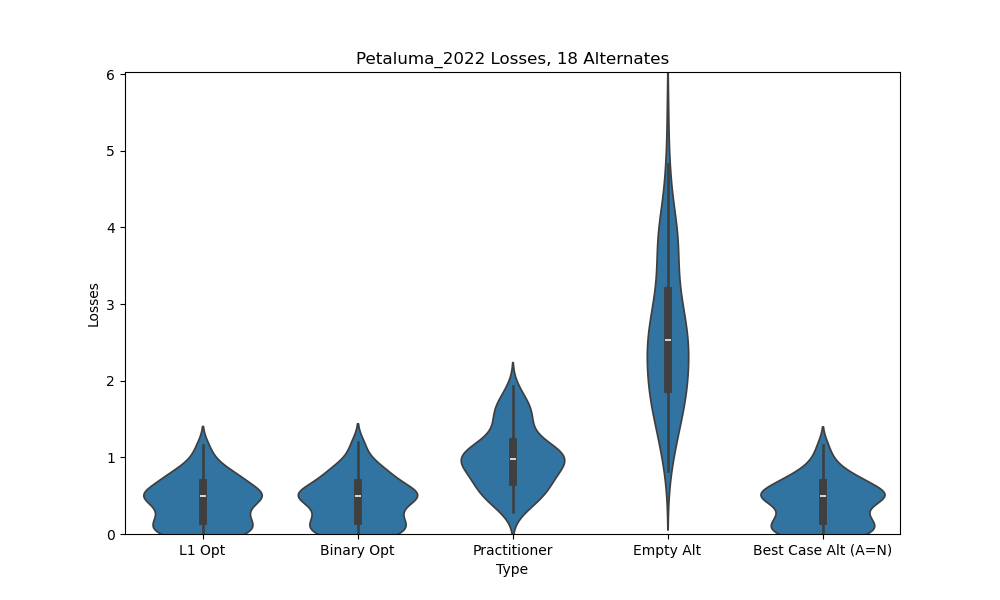 Petaluma_2022 Losses, 18 Alternates
6
5
4
3
2
1
0
Losses
L1 Opt
Binary Opt
Practitioner
Empty Alt
Best Case Alt (A=N)
Type